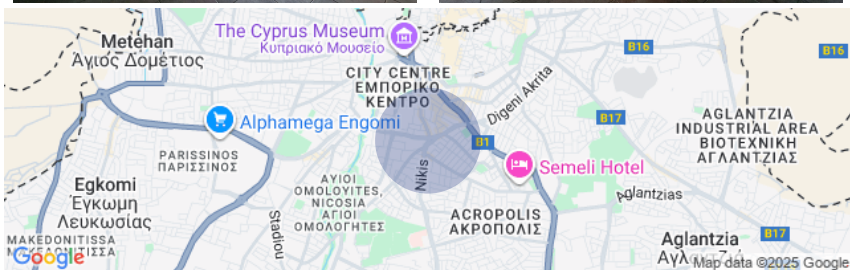 The Cyprus Museum
Κυπριακό Μουσείο
Metehan
Άγιος Δομέτιος
B16
B16
CITY CENTRE
ΕΜΠΟΡΙΚΟ
ΚΕΝΤΡΟ
Digeni Akrita
B17
Alphamega Engomi
AGLANTZIA
INDUSTRIAL AREA
ΒΙΟΤΕΧΝΙΚΗ
ΑΓΛΑΝΤΖΙΑΣ
B1
PARISSINOS
ΠΑΡΙΣΣΙΝΟΣ
Semeli Hotel
Nikis
AYIOI
OMOLOYITES,
NICOSIA
ΑΓΙΟΙ
ΟΜΟΛΟΓΗΤΕΣ
Egkomi
Έγκωμη
Λευκωσίας
Aglantzias
Stadiou
ACROPOLIS
ΑΚΡΟΠΟΛΙΣ
MAKEDONITISSA
Aglantzia
B17
Google
Map data ©2025 Google